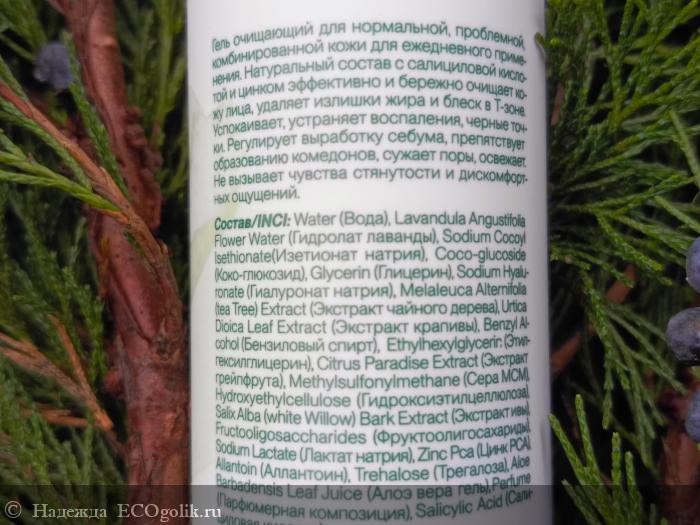 Гель очищающий для нормальной, проблемной,
комбинированной кожи для ежедневного приме-
нения. Натуральный состав с салициловой кисло-
той и цинком эффективно и бережно очищает ко-
жу лица, удаляет излишки жира и блеск в Т-зоне.
Успокаивает, устраняет воспаления, черные точ-
ки. Регулирует выработку себума, препятствует
образованию комедонов, сужает поры, освежает.
Не вызывает чувства стянутости и дискомфорт-
ных ощущений.
Состав/INCI: Water (Вода), Lavandula Angustifolia
Flower Water (Гидролат лаванды), Sodium Cocoyl
Isethionate(Изетионат натрия), Coco-glucoside
(Коко-глюкозид), Glycerin (Глицерин), Sodium Hyalu-
ronate (Гиалуронат натрия), Melaleuca Alternifolia
(tea Tree) Extract (Экстракт чайного дерева), Urtica
Dioica Leaf Extract (Экстракт крапивы), Benzyl Al-
cohol (Бензиловый спирт), Ethylhexylglycerin (Этил-
гексилглицерин), Citrus Paradise Extract (Экстракт
грейпфрута), Methylsulfonylmethane (Сера МСМ),
Hydroxyethylcellulose (Гидроксиэтилцеллюлоза),
Salix Alba (white Willow) Bark Extract (Экстракт ивы),
Fructooligosaccharides (Фруктоолигосахариды),
Sodium Lactate (Лактат натрия), Zinc Pca (Цинк РСА),
Allantoin (Аллантоин), Trehalose (Трегалоза), Aloe
Barbadensis Leaf Juice (Алоэ вера гель), Perfume
(Парфюмерная композиция), Salicylic Acid (Сали-
© Надежда ECOgolik.ru